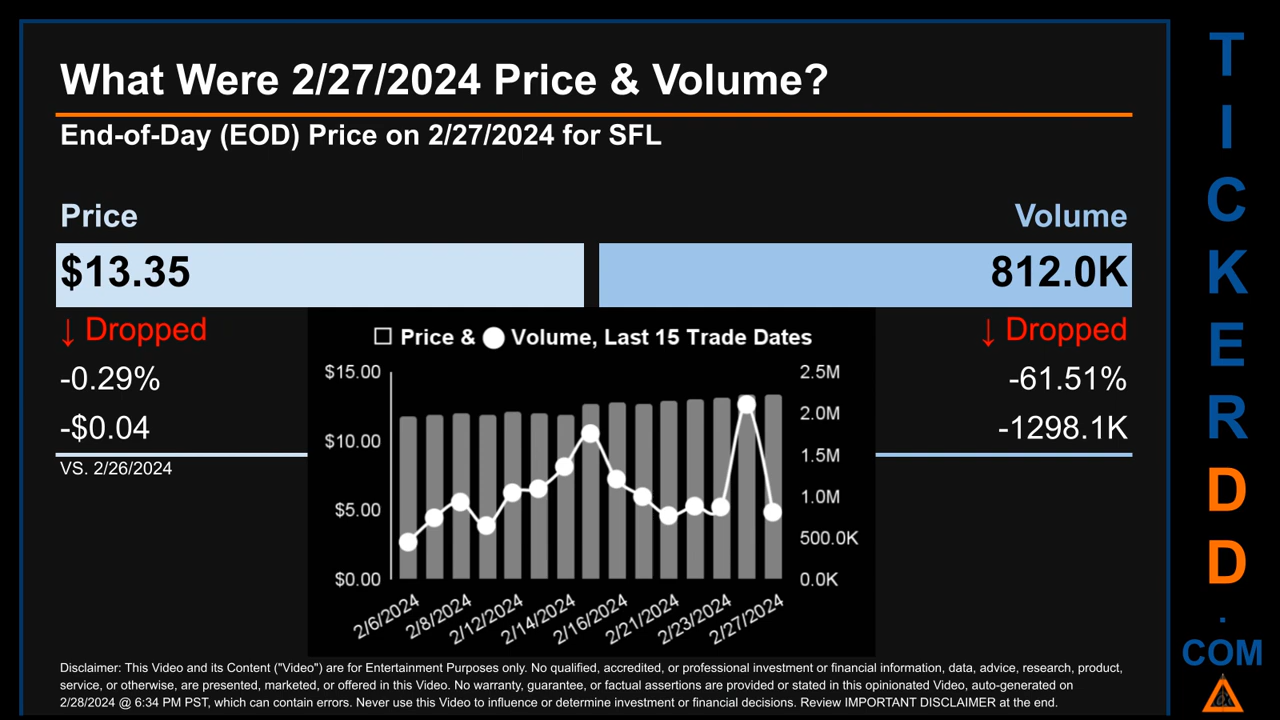 What Were 2/27/2024 Price & Volume?
End-of-Day (EOD) Price on 2/27/2024 for SFL
Price
Volume
$13.35
812.0K
↓ Dropped
↓ Dropped
-0.29%
-61.51%
-$0.04
-1298.1K
VS. 2/26/2024
Price & Volume, Last 15 Trade Dates
$15.00
$10.00
$5.00
$0.00
2.5M
2.0M
1.5M
1.0M
500.0K
0.0K
2/6/2024
2/8/2024
2/12/2024
2/14/2024
2/16/2024
2/21/2024
2/23/2024
2/27/2024
Disclaimer: This Video and its Content ("Video") are for Entertainment Purposes only. No qualified, accredited, or professional investment or financial information, data, advice, research, product,
service, or otherwise, are presented, marketed, or offered in this Video. No warranty, guarantee, or factual assertions are provided or stated in this opinionated Video, auto-generated on
2/28/2024 @ 6:34 PM PST, which can contain errors. Never use this Video to influence or determine investment or financial decisions. Review IMPORTANT DISCLAIMER at the end.
T
I
C
K
E
R
D
D
.
COM